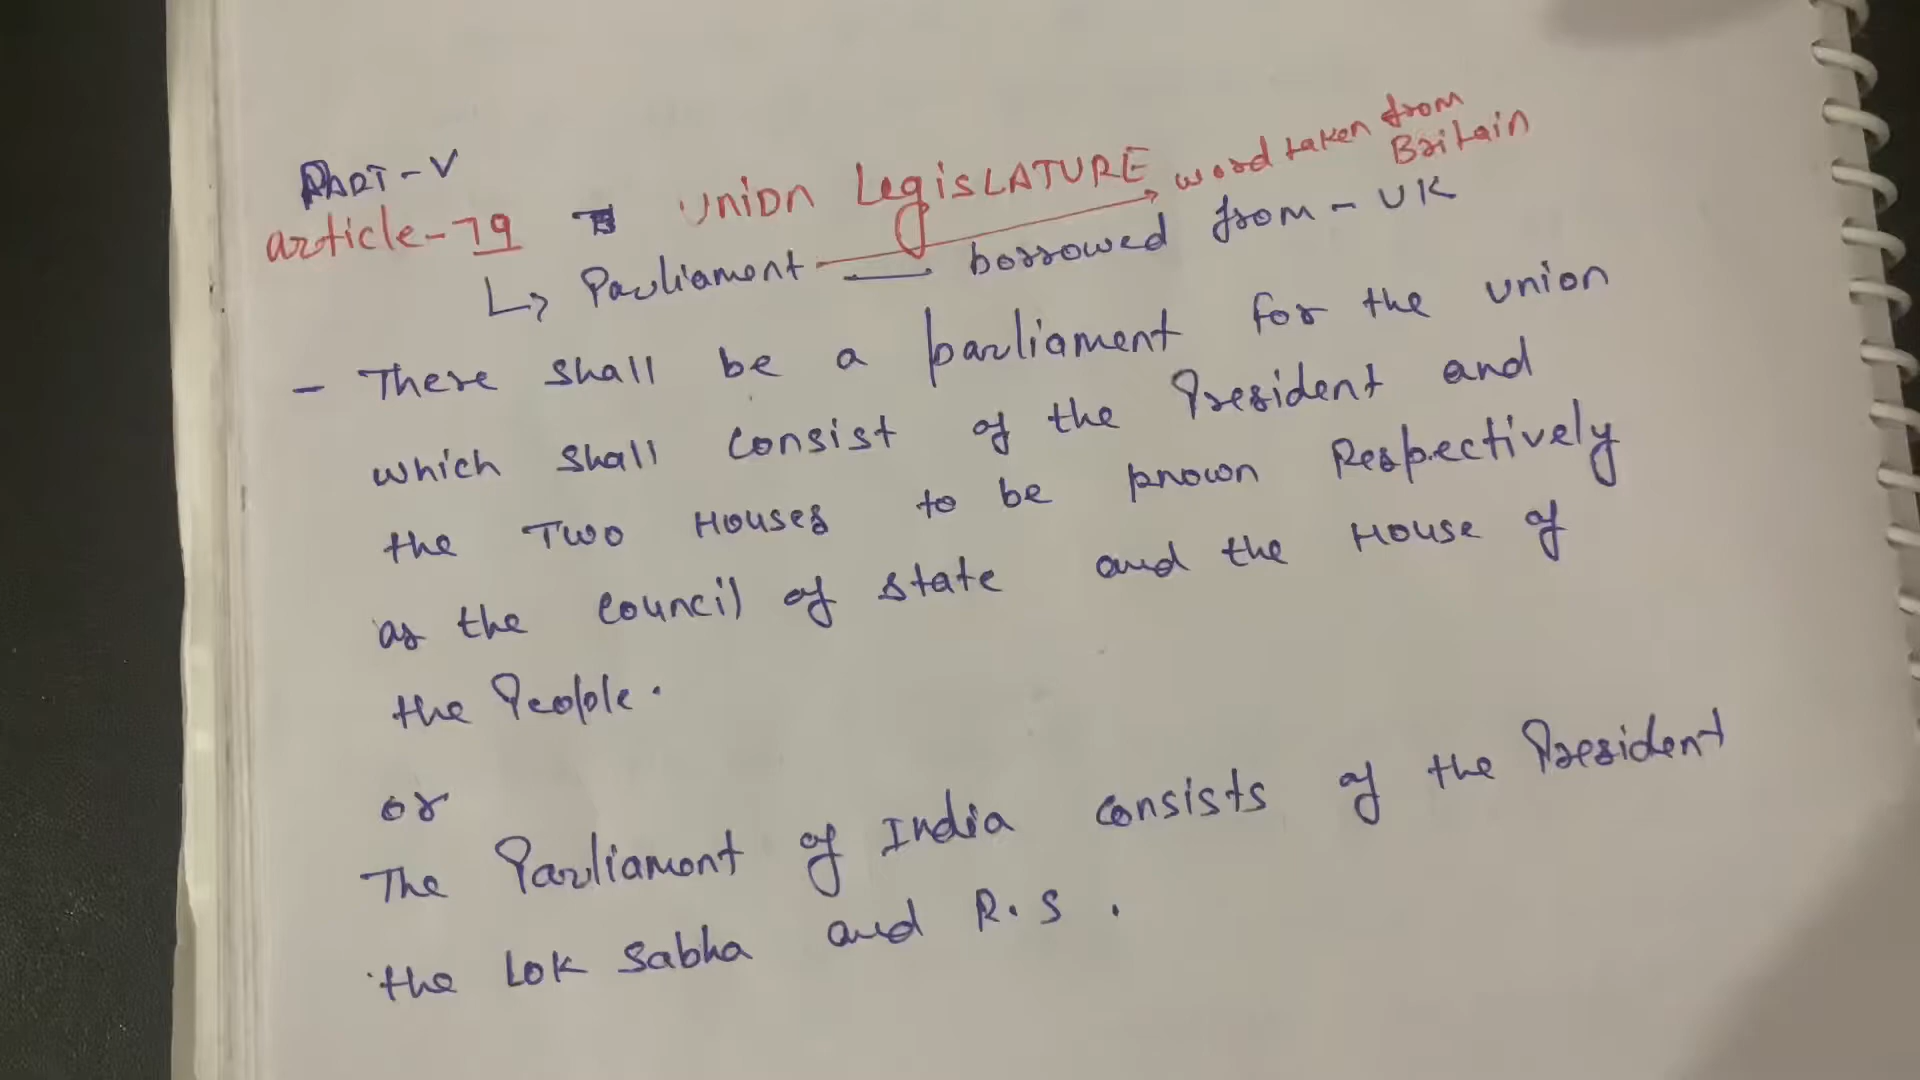 PART-V
article-79 UNION LegiSLATURE word taken from Britain
↳ Parliament — borrowed from - UK
- There shall be a parliament for the union
which shall consist of the President and
the Two Houses to be known Respectively
as the council of state and the House of
the People.
or
The Parliament of India consists of the President
the Lok Sabha and R.S.